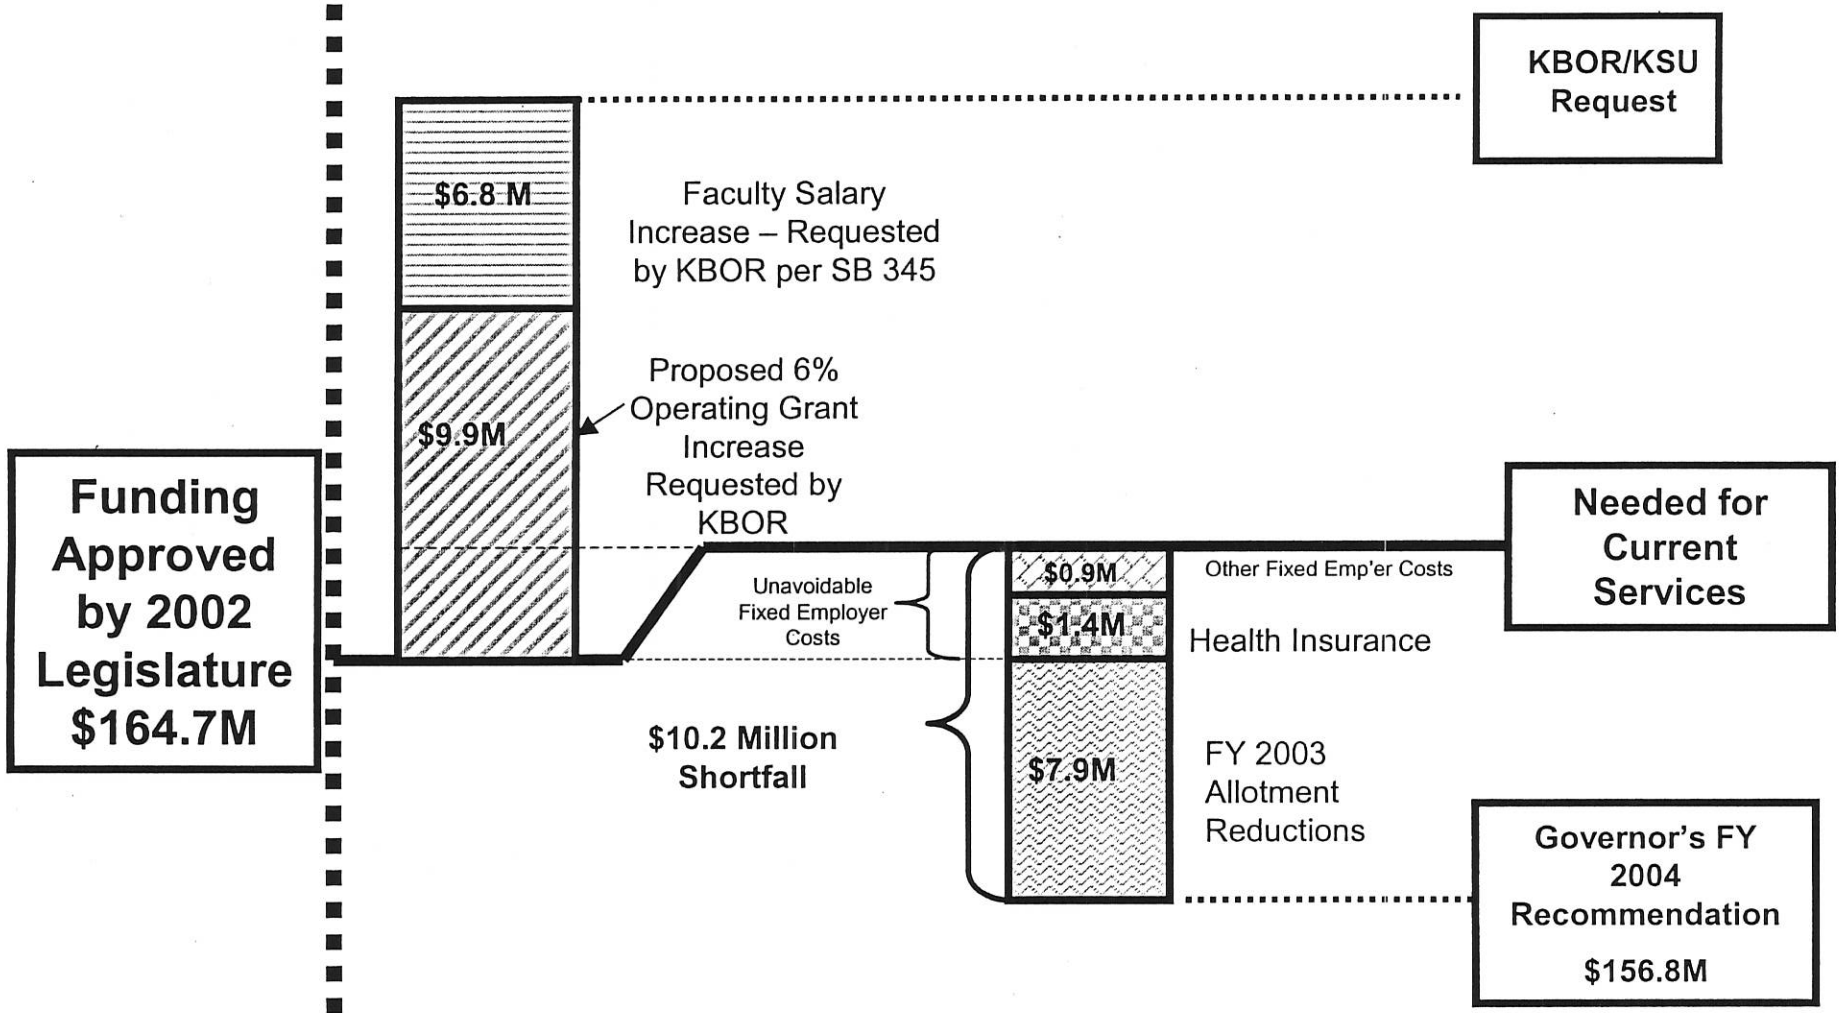 KBOR/KSU
Request
$6.8 M
Faculty Salary
Increase – Requested
by KBOR per SB 345
$9.9M
Proposed 6%
Operating Grant
Increase
Requested by
KBOR
Funding
Approved
by 2002
Legislature
$164.7M
Unavoidable
Fixed Employer
Costs
$0.9M
Other Fixed Emp'er Costs
$1.4M
Health Insurance
Needed for
Current
Services
$10.2 Million
Shortfall
$7.9M
FY 2003
Allotment
Reductions
Governor’s FY
2004
Recommendation
$156.8M